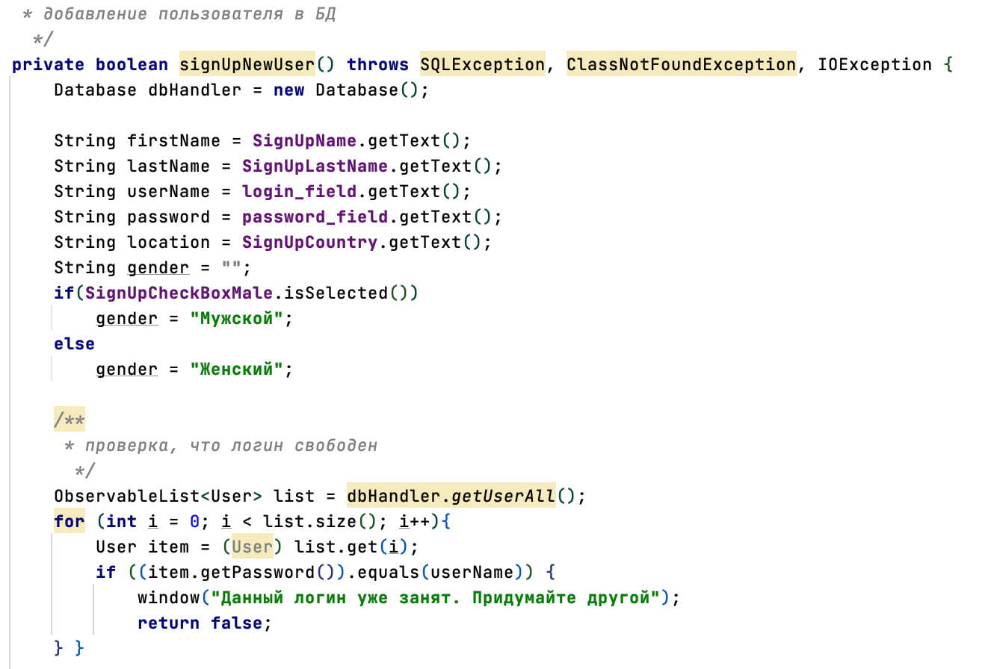 * добавление пользователя в БД
*/
private boolean signUpNewUser() throws SQLException, ClassNotFoundException, IOException {
Database dbHandler = new Database();
String firstName = SignUpName.getText();
String lastName = SignUpLastName.getText();
String userName = login_field.getText();
String password = password_field.getText();
String location = SignUpCountry.getText();
String gender = "";
if(SignUpCheckBoxMale.isSelected())
gender = "Мужской";
else
gender = "Женский";
/**
* проверка, что логин свободен
*/
ObservableList<User> list = dbHandler.getUserAll();
for (int i = 0; i < list.size(); i++){
User item = (User) list.get(i);
if ((item.getPassword()).equals(userName)) {
window("Данный логин уже занят. Придумайте другой");
return false;
} }